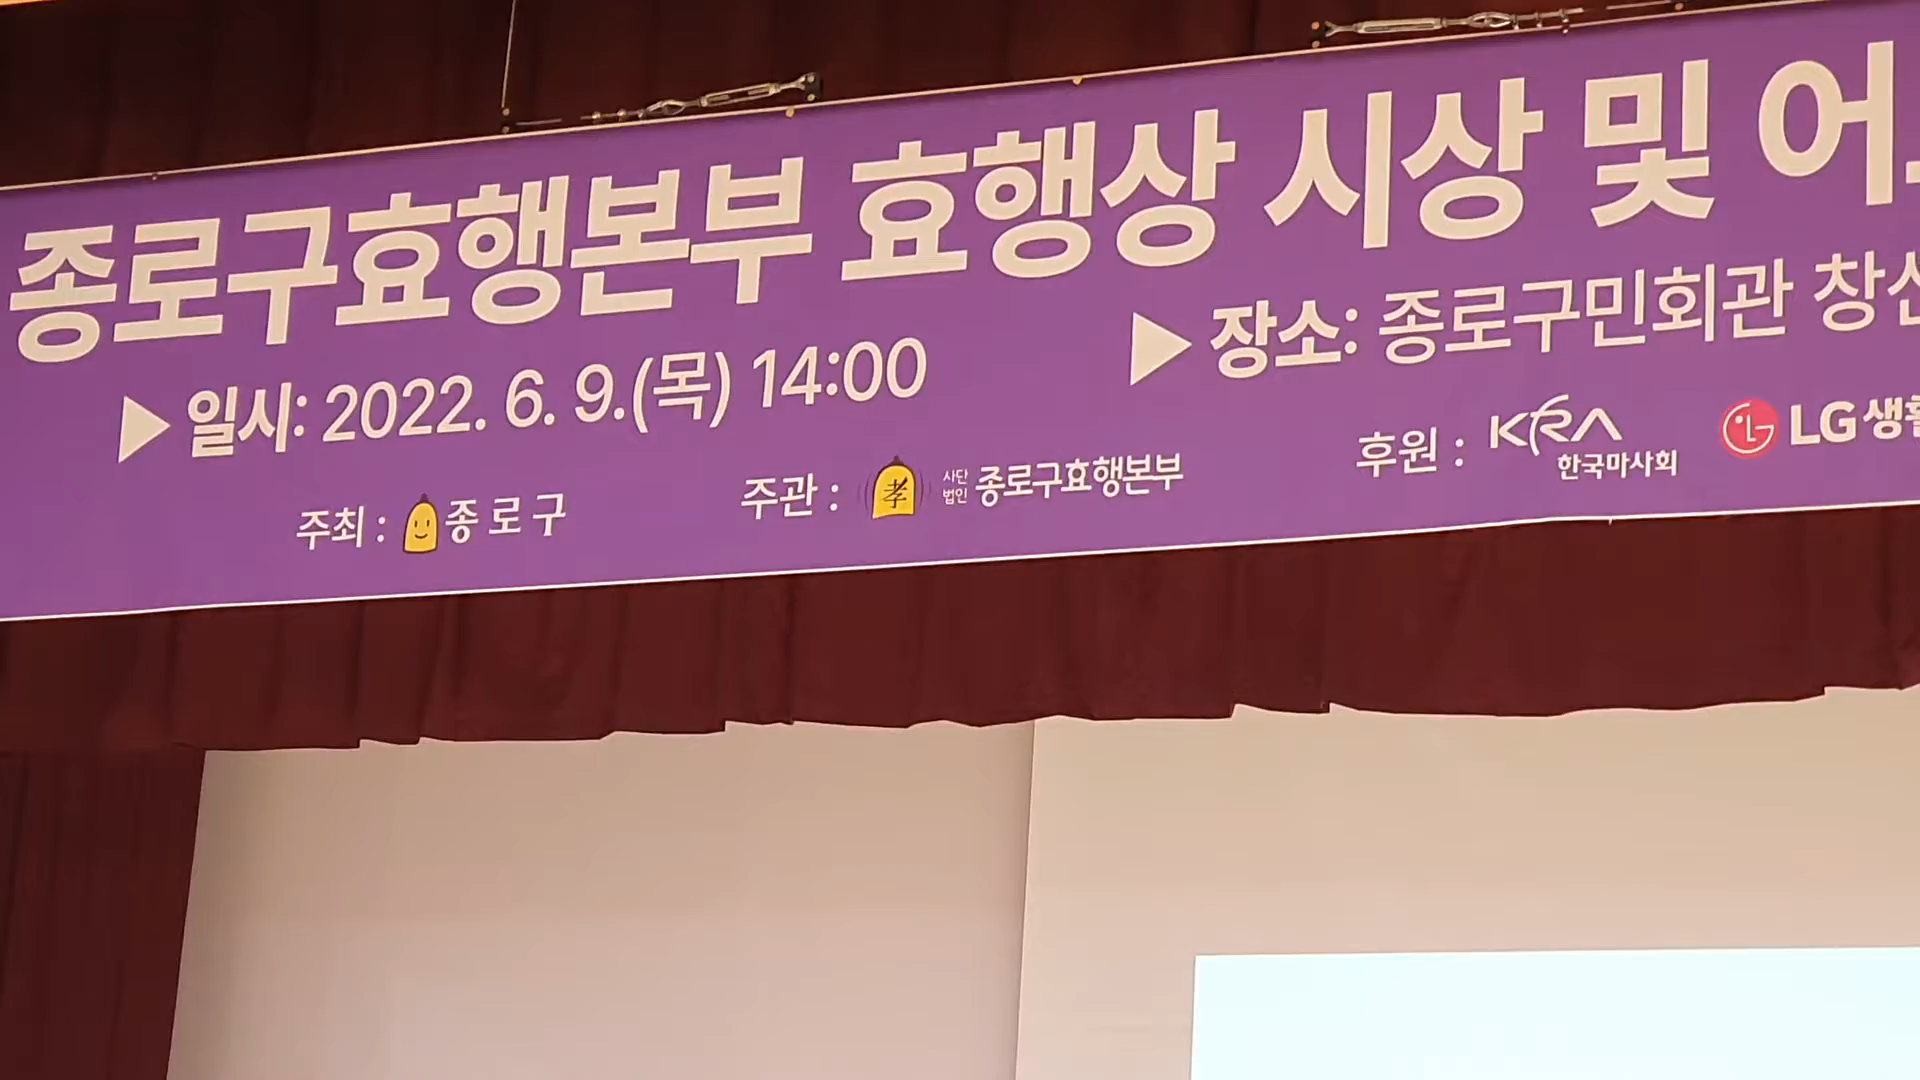 종로구효행본부 효행상 시상 및 어
▶ 일시: 2022. 6. 9.(목) 14:00
▶ 장소: 종로구민회관
주최 : 종로구
주관 : 孝 사단법인 종로구효행본부
후원 : KRA 한국마사회 LG